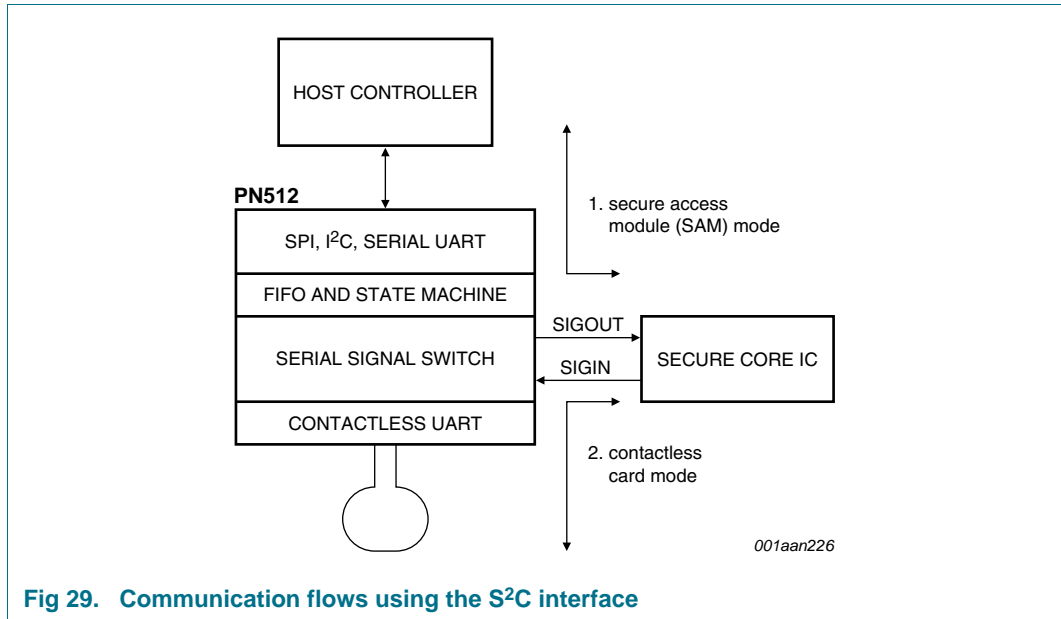 HOST CONTROLLER
PN512
SPI, I²C, SERIAL UART
FIFO AND STATE MACHINE
SERIAL SIGNAL SWITCH
CONTACTLESS UART
SIGOUT
SIGIN
SECURE CORE IC
1. secure access
module (SAM) mode
2. contactless
card mode
001aan226
Fig 29. Communication flows using the S²C interface